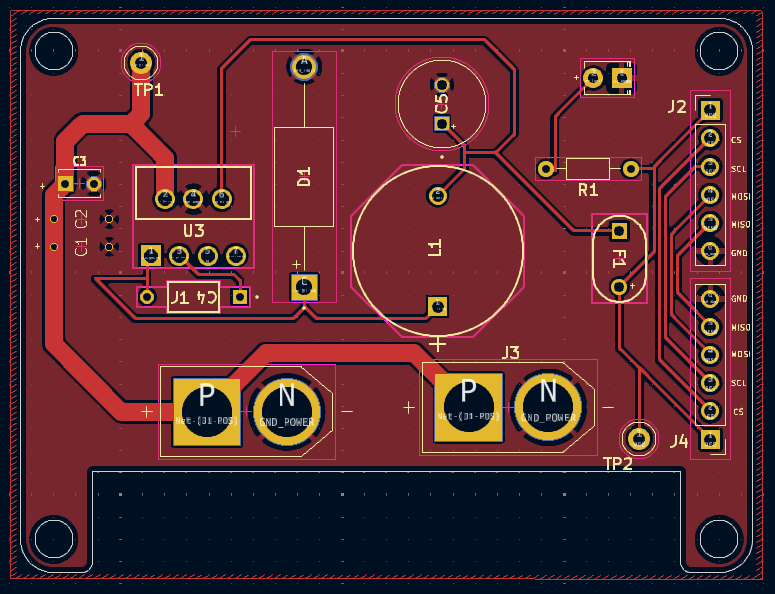 TP1
C5
J2
CS
C3
SCL
D1
R1
MOSI
C2
U3
MISO
C1
L1
F1
GND
C4 1J
GND
MISO
J3
MOSI
P
N
P
N
SCL
Net-(D1-POS)
GND_POWER
Net-(D1-POS)
GND_POWER
CS
J4
TP2